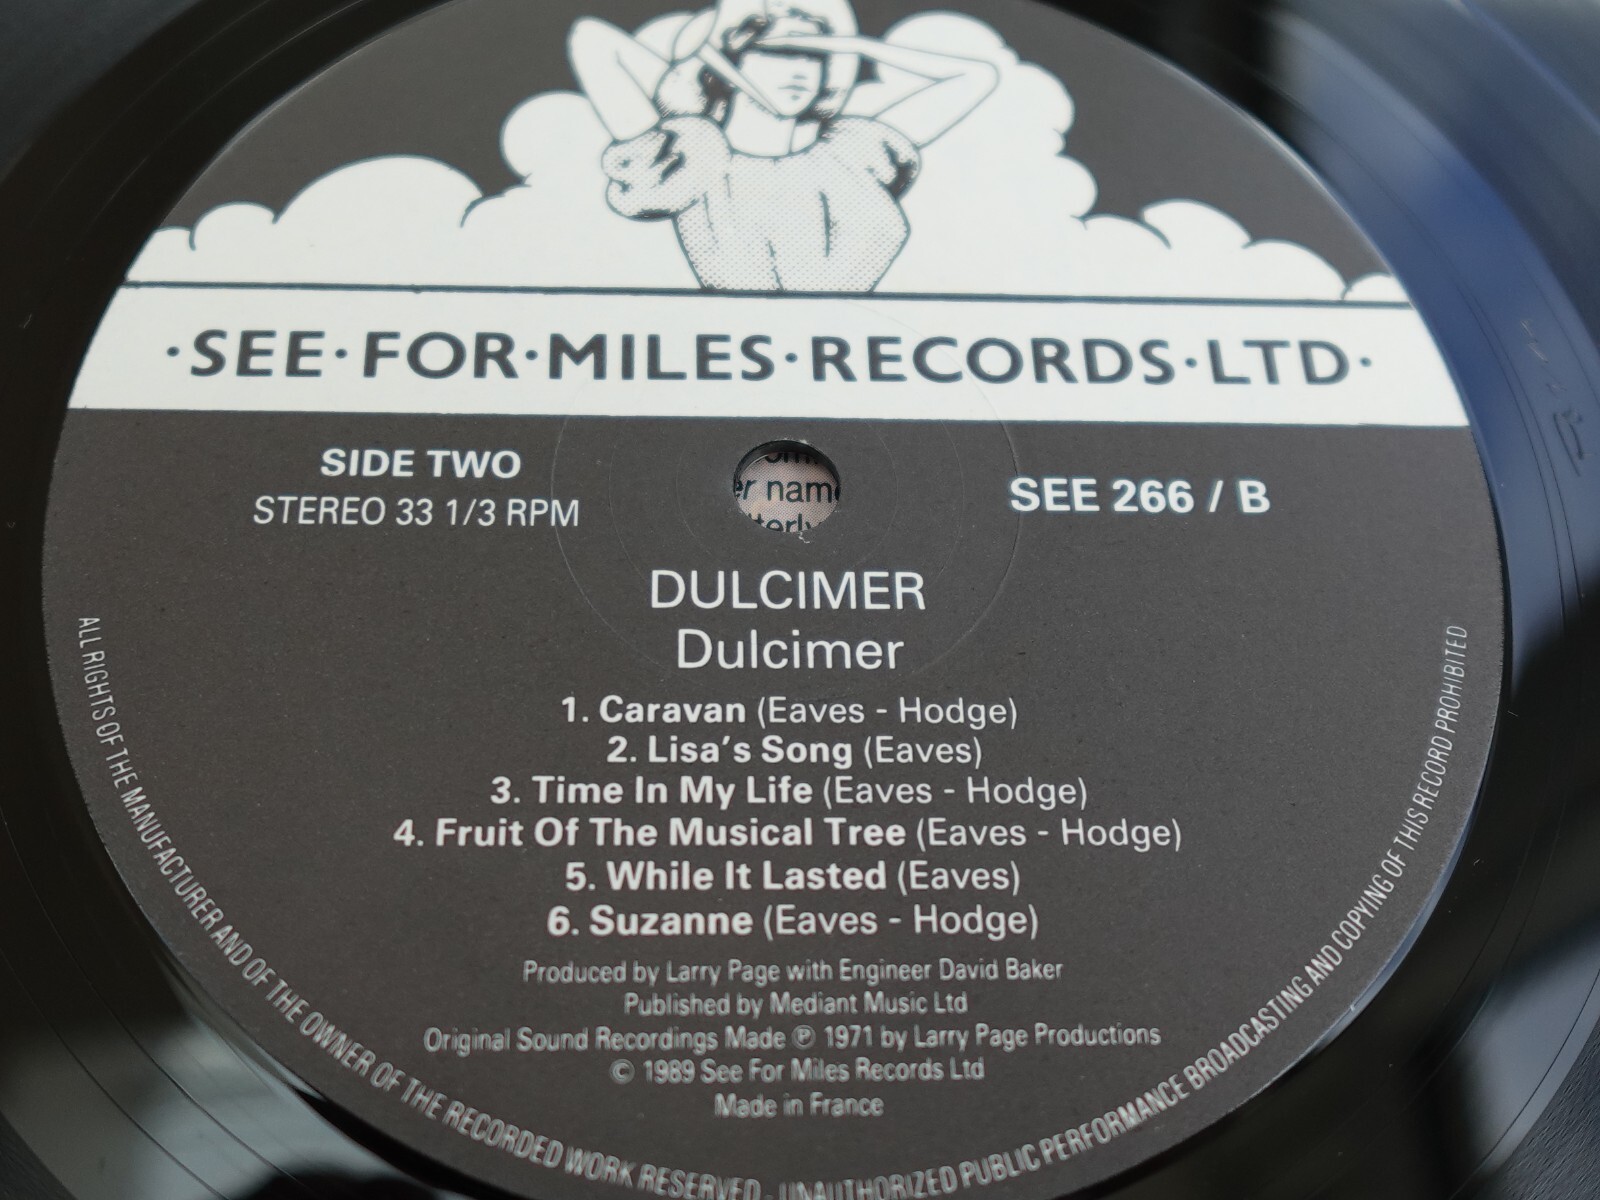 ·SEE·FOR·MILES·RECORDS·LTD·
SIDE TWO
STEREO 33 1/3 RPM
SEE 266 / B
er nam
DULCIMER
Dulcimer
1. Caravan (Eaves - Hodge)
2. Lisa's Song (Eaves)
3. Time In My Life (Eaves - Hodge)
4. Fruit Of The Musical Tree (Eaves - Hodge)
5. While It Lasted (Eaves)
6. Suzanne (Eaves - Hodge)
Produced by Larry Page with Engineer David Baker
Published by Mediant Music Ltd
Original Sound Recordings Made ℗ 1971 by Larry Page Productions
© 1989 See For Miles Records Ltd
Made in France
ALL RIGHTS OF THE MANUFACTURER AND OF THE OWNER OF THE RECORDED WORK RESERVED - UNAUTHORIZED PUBLIC PERFORMANCE BROADCASTING AND COPYING OF THIS RECORD PROHIBITED